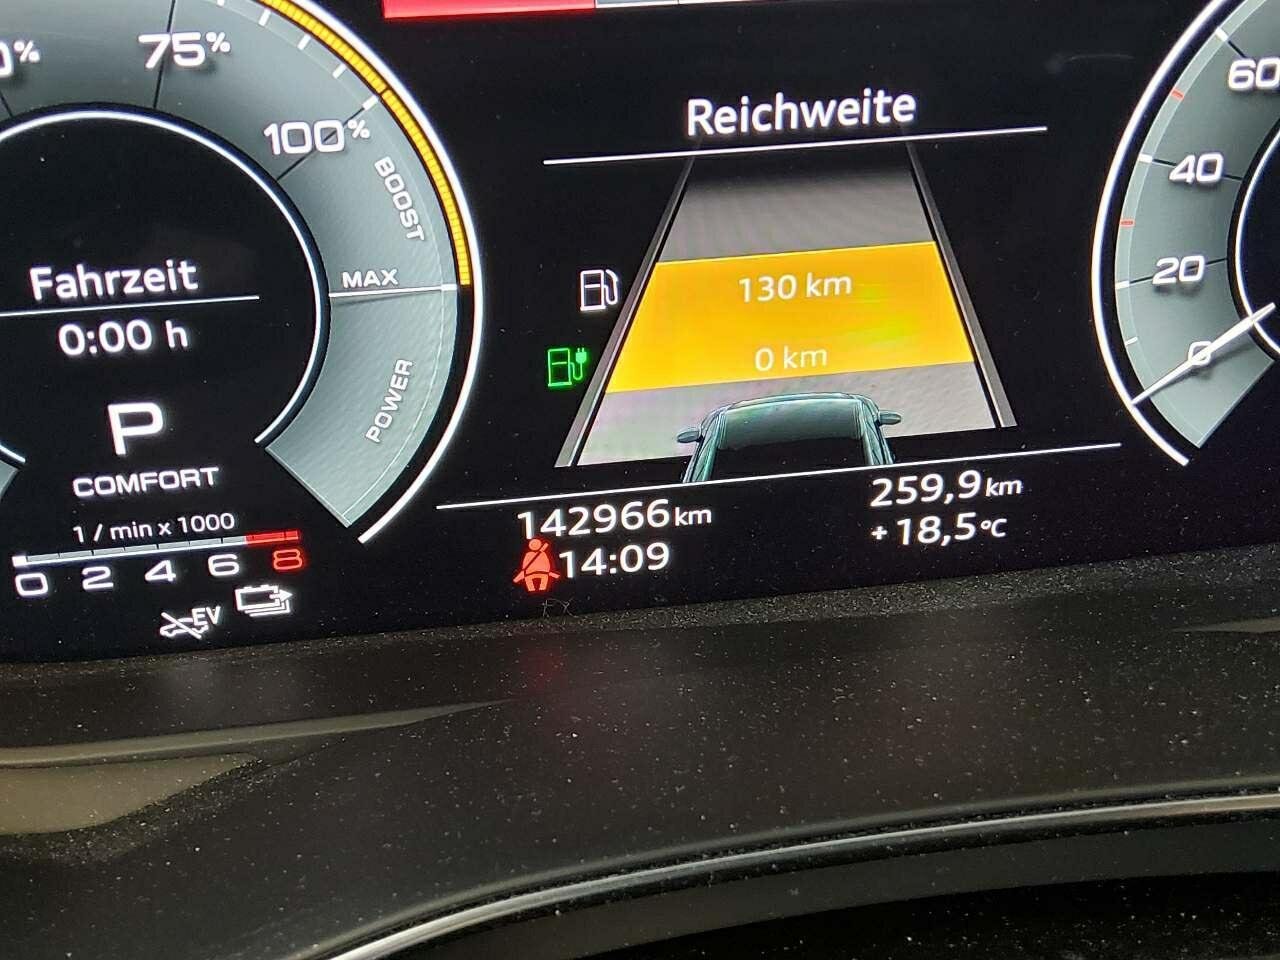 75%
100%
BOOST
MAX
POWER
Fahrzeit
0:00 h
P
COMFORT
1 / min x 1000
0 2 4 6 8
EV
Reichweite
130 km
0 km
142966 km
14:09
259,9 km
+18,5 °C
60
40
20
0